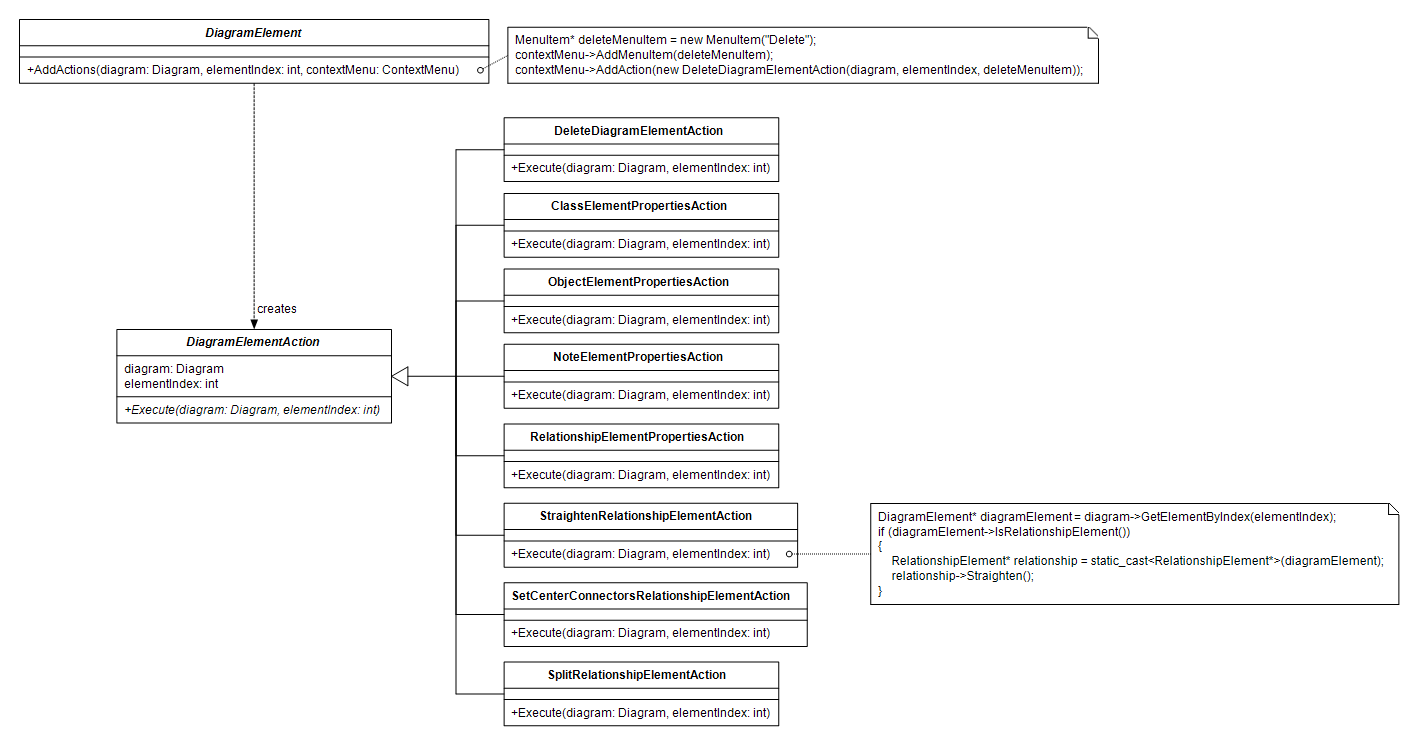 DiagramElement
+AddActions(diagram: Diagram, elementIndex: int, contextMenu: ContextMenu)
MenuItem* deleteMenuItem = new MenuItem("Delete");
contextMenu->AddMenuItem(deleteMenuItem);
contextMenu->AddAction(new DeleteDiagramElementAction(diagram, elementIndex, deleteMenuItem));
creates
DiagramElementAction
diagram: Diagram
elementIndex: int
+Execute(diagram: Diagram, elementIndex: int)
DeleteDiagramElementAction
+Execute(diagram: Diagram, elementIndex: int)
ClassElementPropertiesAction
+Execute(diagram: Diagram, elementIndex: int)
ObjectElementPropertiesAction
+Execute(diagram: Diagram, elementIndex: int)
NoteElementPropertiesAction
+Execute(diagram: Diagram, elementIndex: int)
RelationshipElementPropertiesAction
+Execute(diagram: Diagram, elementIndex: int)
StraightenRelationshipElementAction
+Execute(diagram: Diagram, elementIndex: int)
DiagramElement* diagramElement = diagram->GetElementByIndex(elementIndex);
if (diagramElement->IsRelationshipElement())
{
RelationshipElement* relationship = static_cast<RelationshipElement*>(diagramElement);
relationship->Straighten();
}
SetCenterConnectorsRelationshipElementAction
+Execute(diagram: Diagram, elementIndex: int)
SplitRelationshipElementAction
+Execute(diagram: Diagram, elementIndex: int)